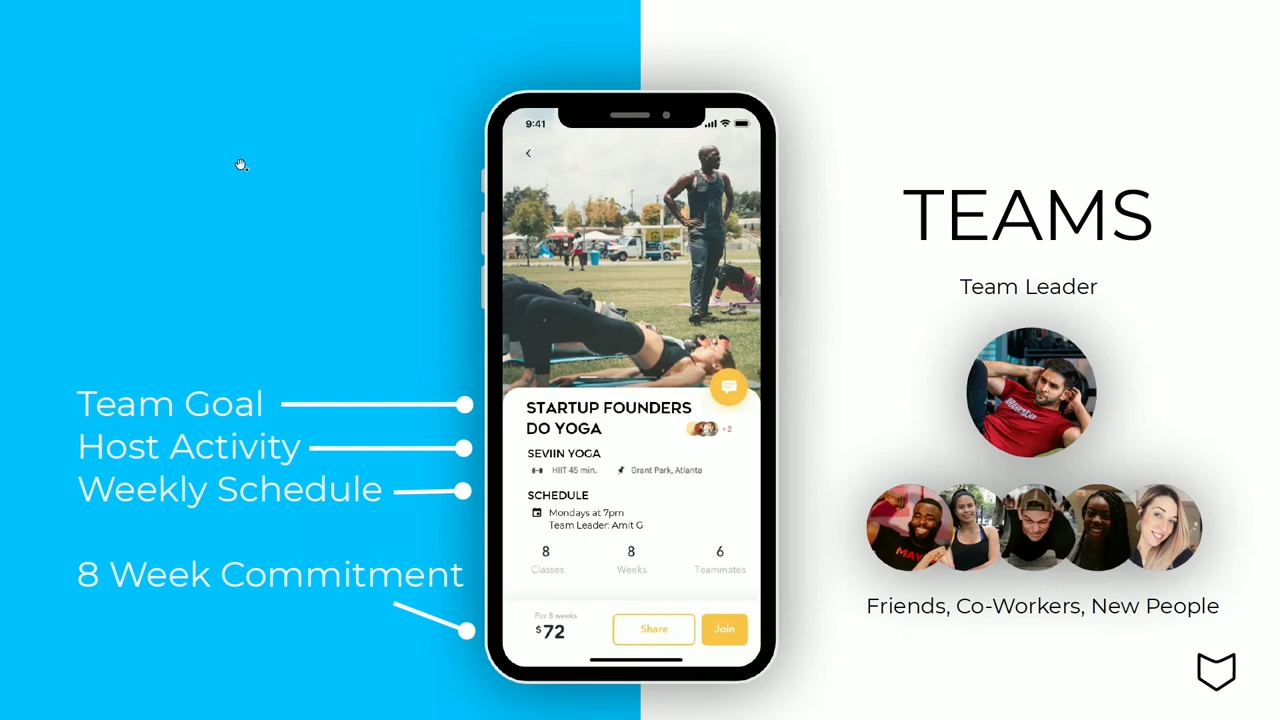 Team Goal
Host Activity
Weekly Schedule
8 Week Commitment
9:41
STARTUP FOUNDERS
DO YOGA
+2
SEVIIN YOGA
HIIT 45 min.
Grant Park, Atlanta
SCHEDULE
Mondays at 7pm
Team Leader: Amit G
8 8 6
Classes Weeks Teammates
For 8 weeks
$72
Share
Join
TEAMS
Team Leader
Friends, Co-Workers, New People